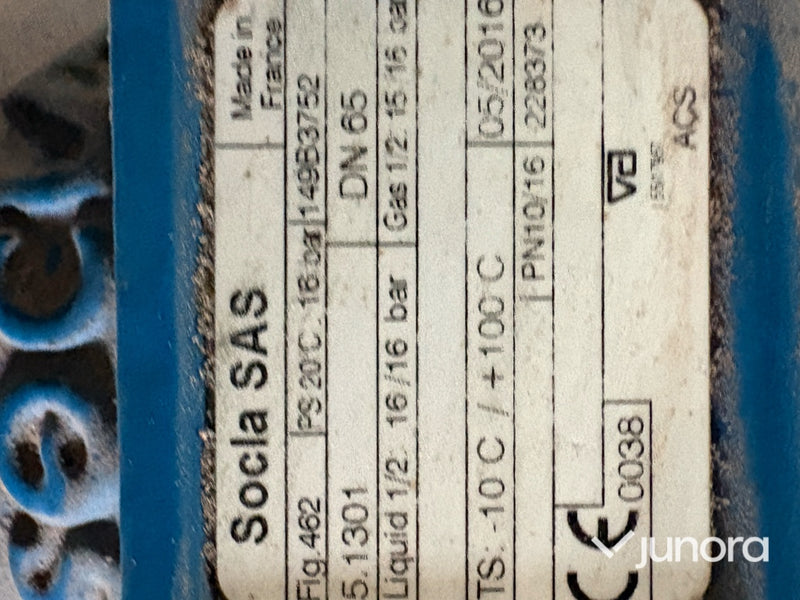 Socla SAS Made in France
Fig.462 PS 20°C: 16 bar 149B3752
5.1301 DN 65
Liquid 1/2: 16/16 bar Gas 1/2: 15/16 bar
TS: -10°C / +100°C 05/2016
PN10/16 228373
CE 0038
ACS
junora